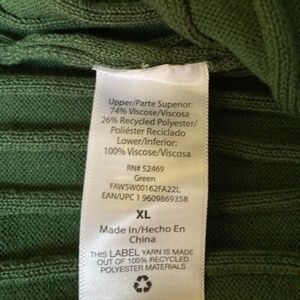 Upper/Parte Superior:
74% Viscose/Viscosa
26% Recycled Polyester/
Poliéster Reciclado
Lower/Inferior:
100% Viscose/Viscosa
RN# 52469
Green
FAWSW00162FA22L
EAN/UPC 1 9609869358
XL
Made In/Hecho En
China
THIS LABEL YARN IS MADE
OUT OF 100% RECYCLED
POLYESTER MATERIALS